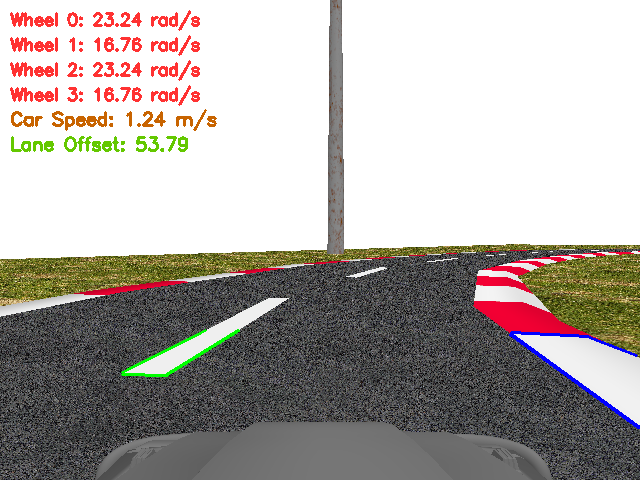 Wheel 0: 23.24 rad/s
Wheel 1: 16.76 rad/s
Wheel 2: 23.24 rad/s
Wheel 3: 16.76 rad/s
Car Speed: 1.24 m/s
Lane Offset: 53.79